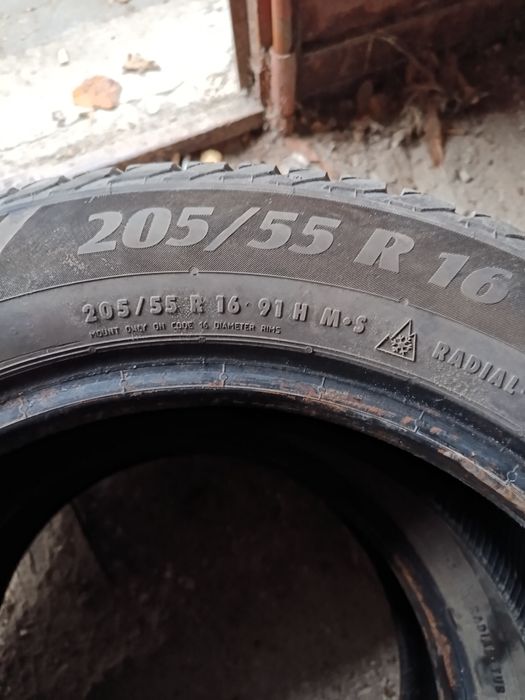 205/55 R 16
205/55 R 16 · 91 H M•S
MOUNT ONLY ON CODE 16 DIAMETER RIMS
RADIAL